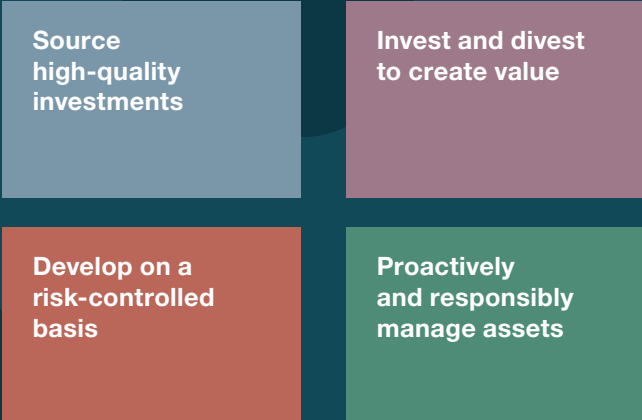 Source
high-quality
investments
Invest and divest
to create value
Develop on a
risk-controlled
basis
Proactively
and responsibly
manage assets